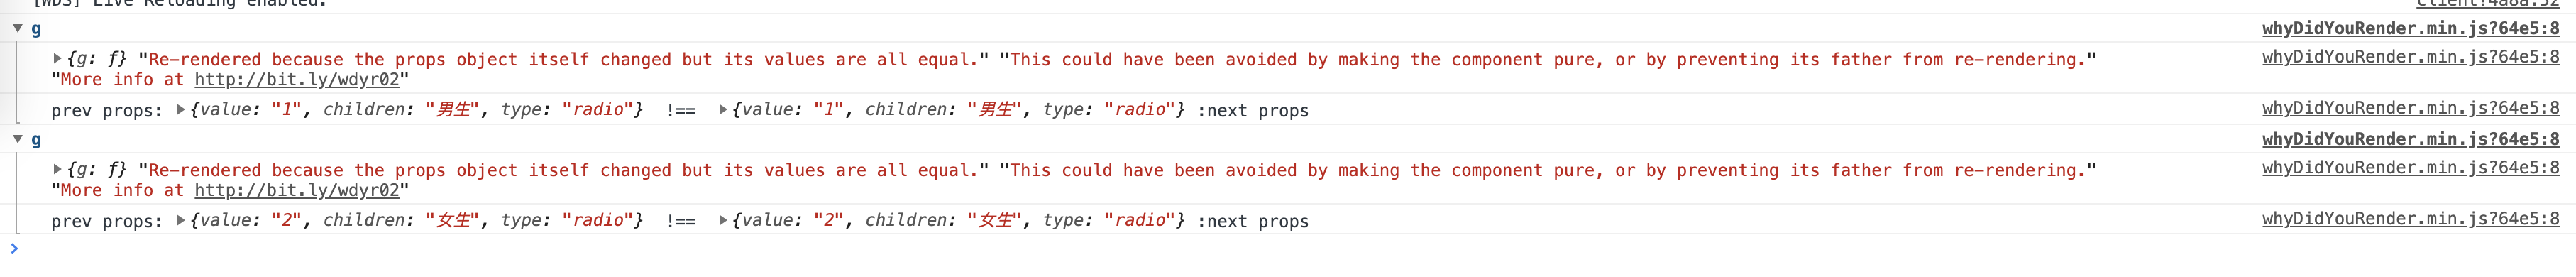 [WDS] Live Reloading enabled.
client?4a8a:52
g
whyDidYouRender.min.js?64e5:8
{g: ƒ} "Re-rendered because the props object itself changed but its values are all equal." "This could have been avoided by making the component pure, or by preventing its father from re-rendering."
whyDidYouRender.min.js?64e5:8
"More info at http://bit.ly/wdyr02"
prev props: {value: "1", children: "男生", type: "radio"} !== {value: "1", children: "男生", type: "radio"} :next props
whyDidYouRender.min.js?64e5:8
g
whyDidYouRender.min.js?64e5:8
{g: ƒ} "Re-rendered because the props object itself changed but its values are all equal." "This could have been avoided by making the component pure, or by preventing its father from re-rendering."
whyDidYouRender.min.js?64e5:8
"More info at http://bit.ly/wdyr02"
prev props: {value: "2", children: "女生", type: "radio"} !== {value: "2", children: "女生", type: "radio"} :next props
whyDidYouRender.min.js?64e5:8